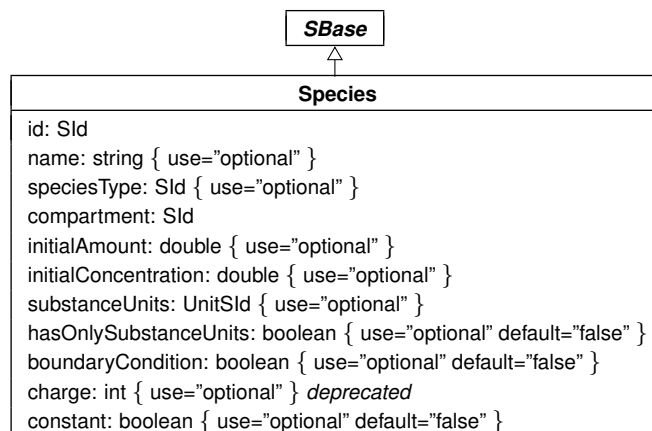 SBase
Species
id: SId
name: string { use="optional" }
speciesType: SId { use="optional" }
compartment: SId
initialAmount: double { use="optional" }
initialConcentration: double { use="optional" }
substanceUnits: UnitSId { use="optional" }
hasOnlySubstanceUnits: boolean { use="optional" default="false" }
boundaryCondition: boolean { use="optional" default="false" }
charge: int { use="optional" } deprecated
constant: boolean { use="optional" default="false" }